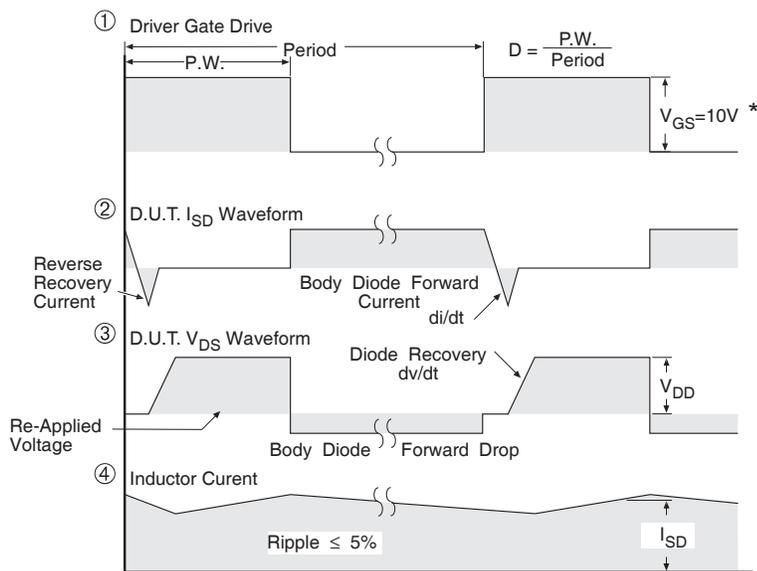 ① Driver Gate Drive
Period
P.W.
D = P.W.
Period
V_GS=10V *
② D.U.T. I_SD Waveform
Reverse
Recovery
Current
Body Diode Forward
Current
di/dt
③ D.U.T. V_DS Waveform
Diode Recovery
dv/dt
V_DD
Re-Applied
Voltage
Body Diode Forward Drop
④ Inductor Curent
Ripple ≤ 5%
I_SD